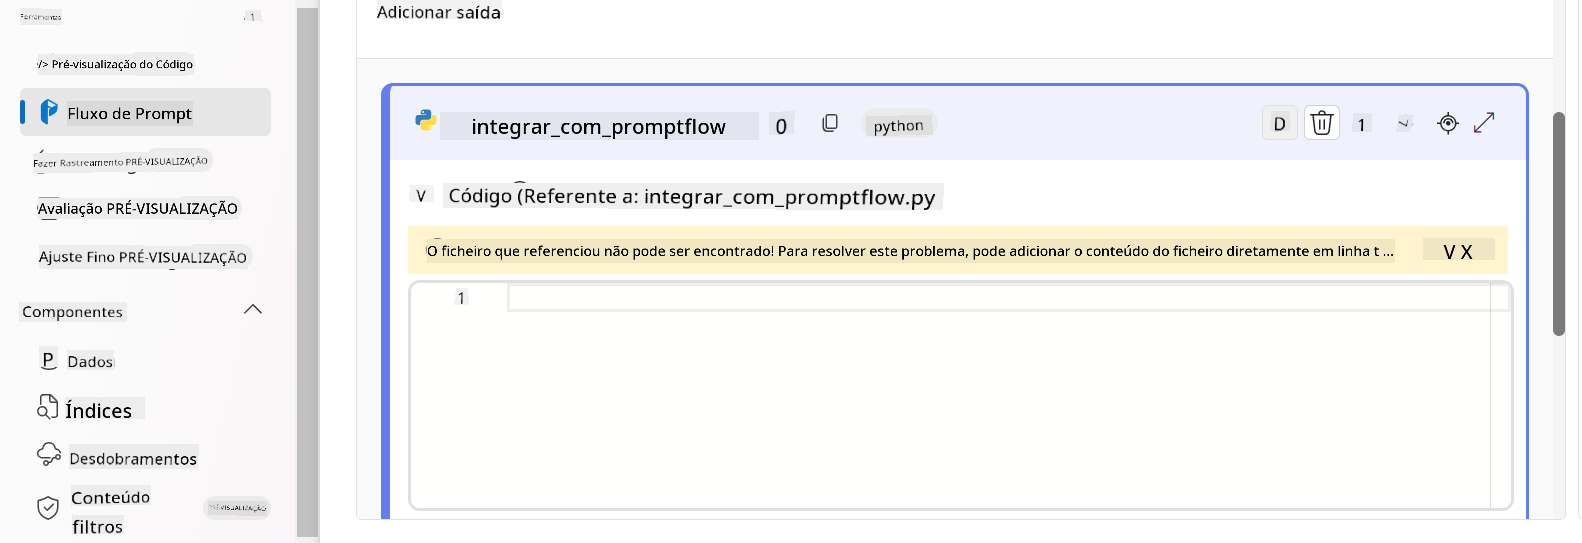 Ferramentas
1
/> Pré-visualização do Código
Fluxo de Prompt
Fazer Rastreamento PRÉ-VISUALIZAÇÃO
Avaliação PRÉ-VISUALIZAÇÃO
Ajuste Fino PRÉ-VISUALIZAÇÃO
Componentes
P Dados
Índices
Desdobramentos
Conteúdo
filtros
PRÉ-VISUALIZAÇÃO
Adicionar saída
integrar_com_promptflow 0 python D 1
V Código (Referente a: integrar_com_promptflow.py
O ficheiro que referenciou não pode ser encontrado! Para resolver este problema, pode adicionar o conteúdo do ficheiro diretamente em linha t ... V X
1